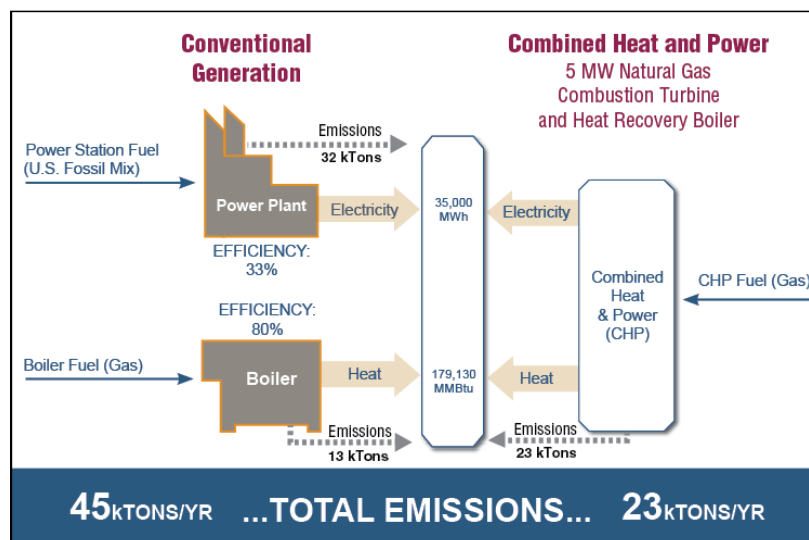 Conventional
Generation
Combined Heat and Power
5 MW Natural Gas
Combustion Turbine
and Heat Recovery Boiler
Emissions
32 kTons
Power Station Fuel
(U.S. Fossil Mix)
Power Plant
Electricity
35,000
MWh
Electricity
EFFICIENCY:
33%
Combined
Heat
& Power
(CHP)
CHP Fuel (Gas)
EFFICIENCY:
80%
Boiler Fuel (Gas)
Boiler
Heat
179,130
MMBtu
Heat
Emissions
13 kTons
Emissions
23 kTons
45kTONS/YR ...TOTAL EMISSIONS... 23kTONS/YR